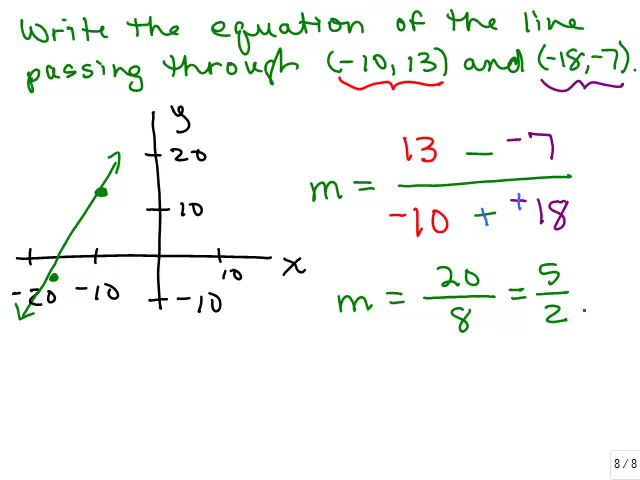 Write the equation of the line
passing through (-10, 13) and (-18, -7).
y
20
10
x
-20 -10 10
-10
m = 13 - -7 / -10 + +18
m = 20/8 = 5/2.
8 / 8